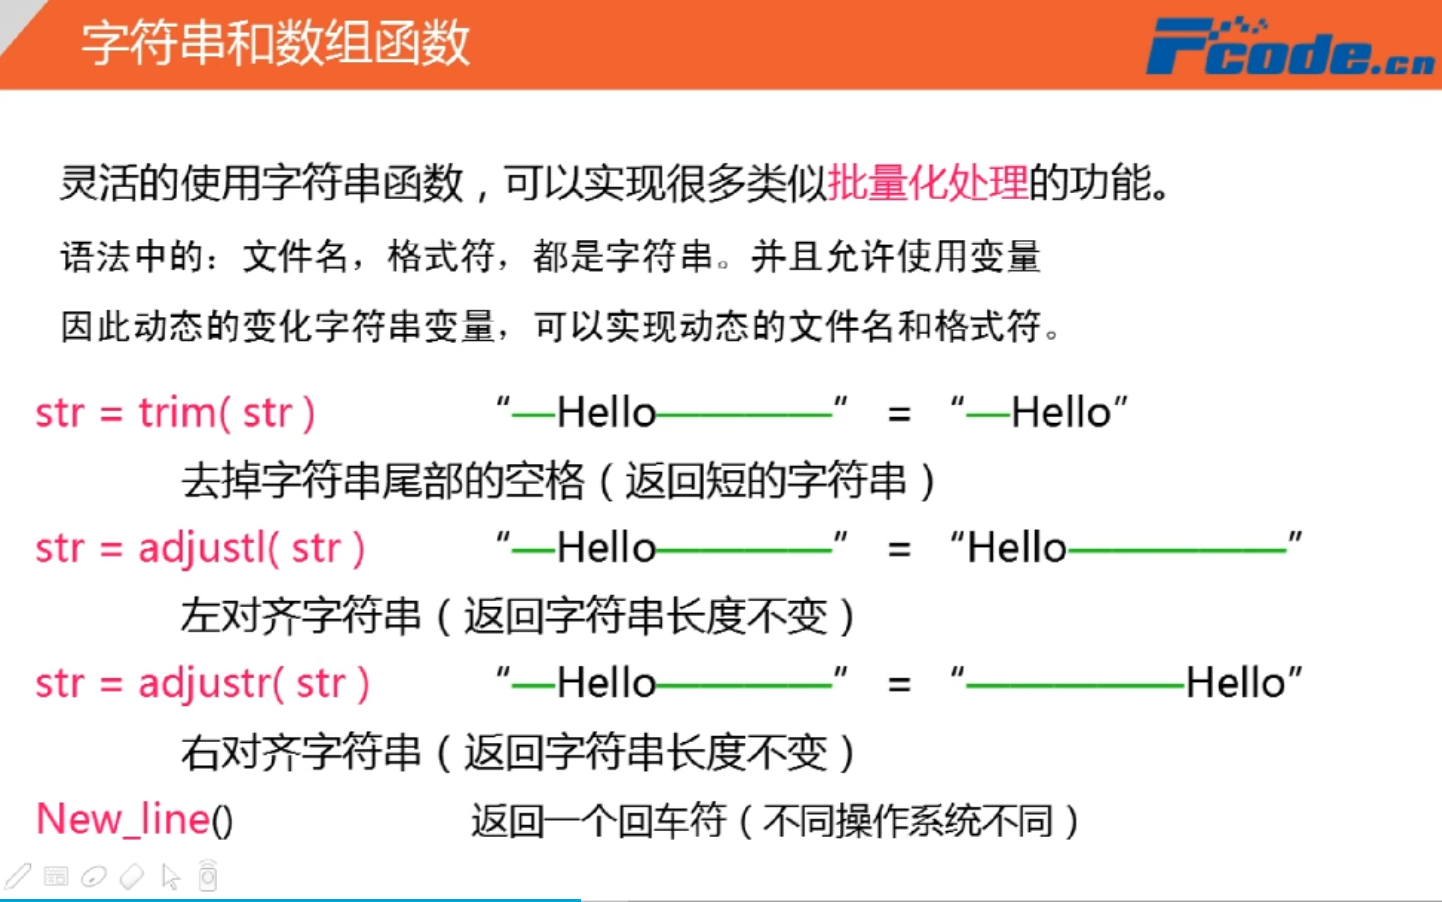 字符串和数组函数
Fcode.cn
灵活的使用字符串函数，可以实现很多类似批量化处理的功能。
语法中的：文件名，格式符，都是字符串。并且允许使用变量
因此动态的变化字符串变量，可以实现动态的文件名和格式符。
str = trim( str ) “—Hello————” = “—Hello”
去掉字符串尾部的空格（返回短的字符串）
str = adjustl( str ) “—Hello————” = “Hello—————”
左对齐字符串（返回字符串长度不变）
str = adjustr( str ) “—Hello————” = “—————Hello”
右对齐字符串（返回字符串长度不变）
New_line() 返回一个回车符（不同操作系统不同）